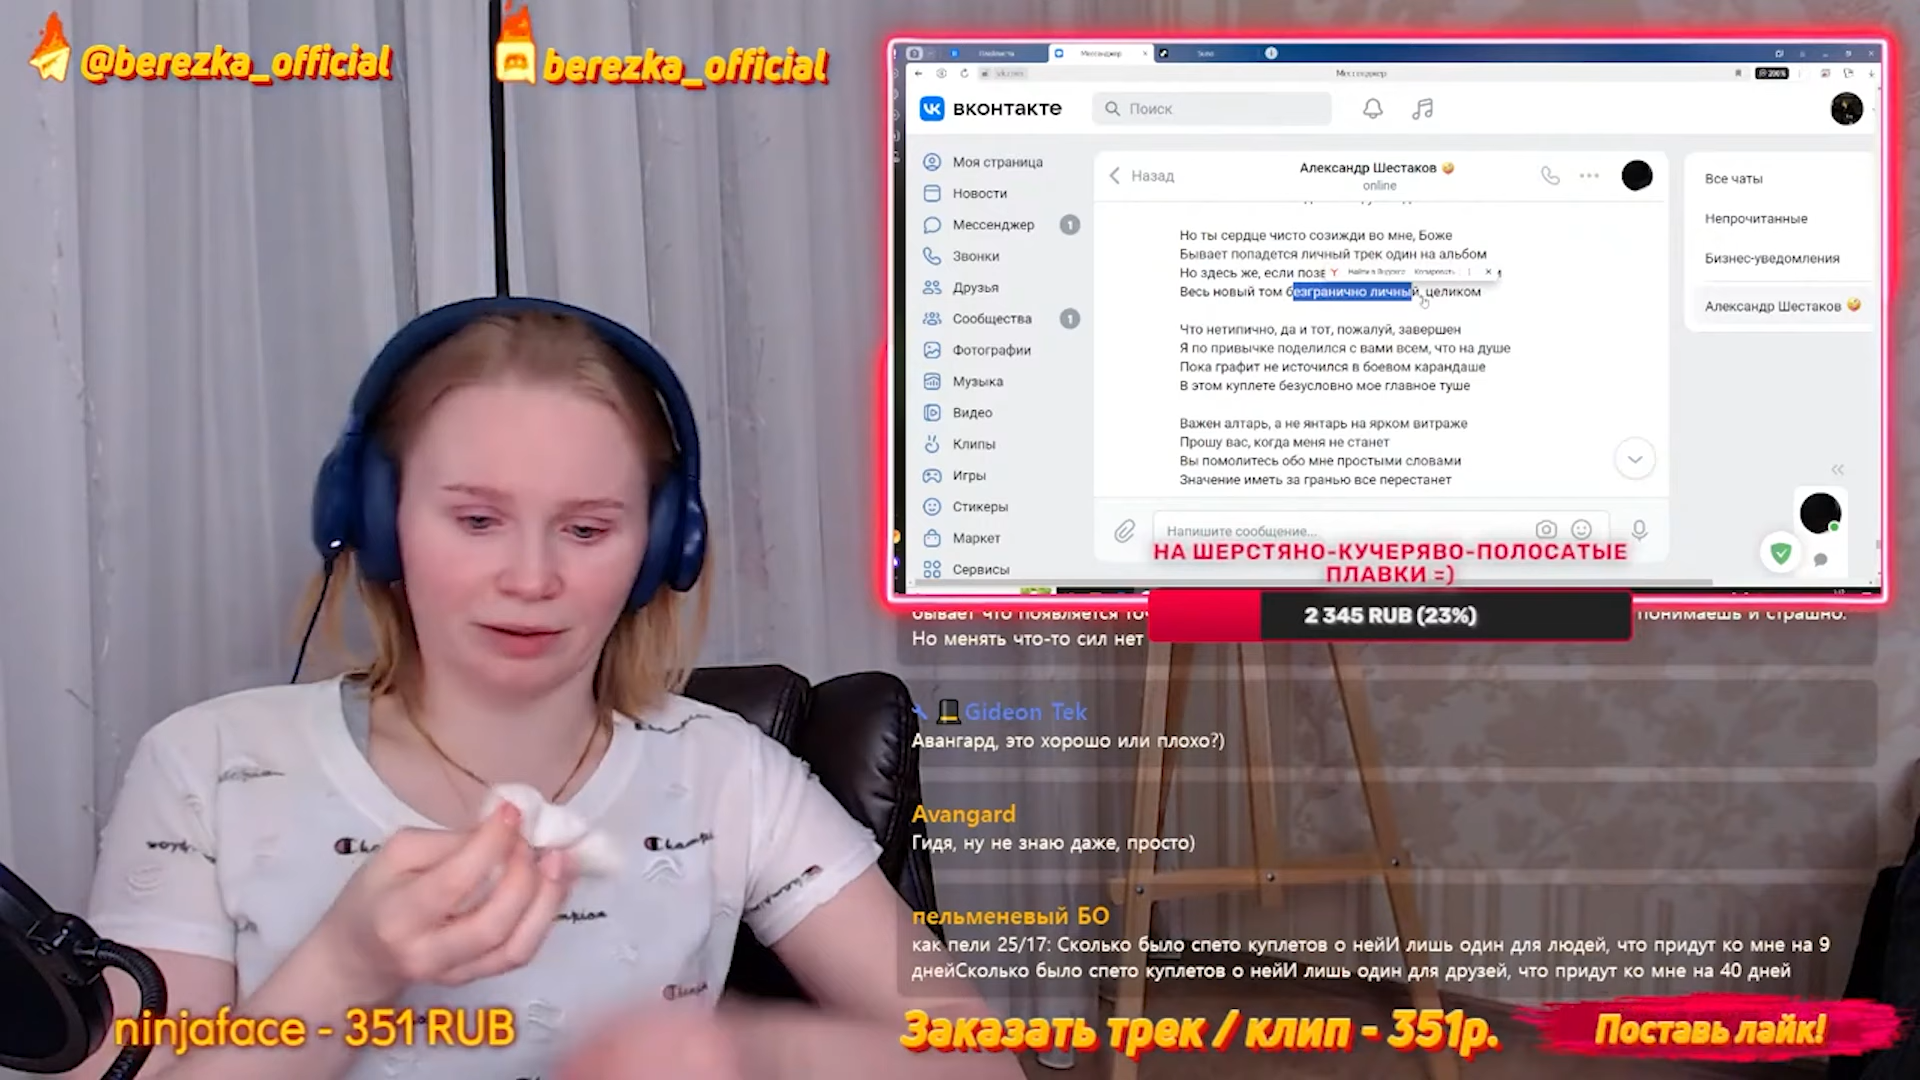 @berezka_official
berezka_official
Мессенджер
200%
Мессенджер
вконтакте
Поиск
Моя страница
Новости
Мессенджер 1
Звонки
Друзья
Сообщества 1
Фотографии
Музыка
Видео
Клипы
Игры
Стикеры
Маркет
Сервисы
Назад
Александр Шестаков
online
Но ты сердце чисто созижди во мне, Боже
Бывает попадется личный трек один на альбом
Но здесь же, если
Весь новый том безгранично личный, целиком
Что нетипично, да и тот, пожалуй, завершен
Я по привычке поделился с вами всем, что на душе
Пока графит не источился в боевом карандаше
В этом куплете безусловно мое главное туше
Важен алтарь, а не янтарь на ярком витраже
Прошу вас, когда меня не станет
Вы помолитесь обо мне простыми словами
Значение иметь за гранью все перестанет
Напишите сообщение...
Все чаты
Непрочитанные
Бизнес-уведомления
Александр Шестаков
НА ШЕРСТЯНО-КУЧЕРЯВО-ПОЛОСАТЫЕ
ПЛАВКИ =)
2 345 RUB (23%)
бывает что появляется понимаешь и страшно.
Но менять что-то сил нет
Gideon Tek
Авангард, это хорошо или плохо?)
Avangard
Гидя, ну не знаю даже, просто)
пельменевый БО
как пели 25/17: Сколько было спето куплетов о нейИ лишь один для людей, что придут ко мне на 9
днейСколько было спето куплетов о нейИ лишь один для друзей, что придут ко мне на 40 дней
Champion
ninjaface - 351 RUB
Заказать трек / клип - 351р.
Поставь лайк!